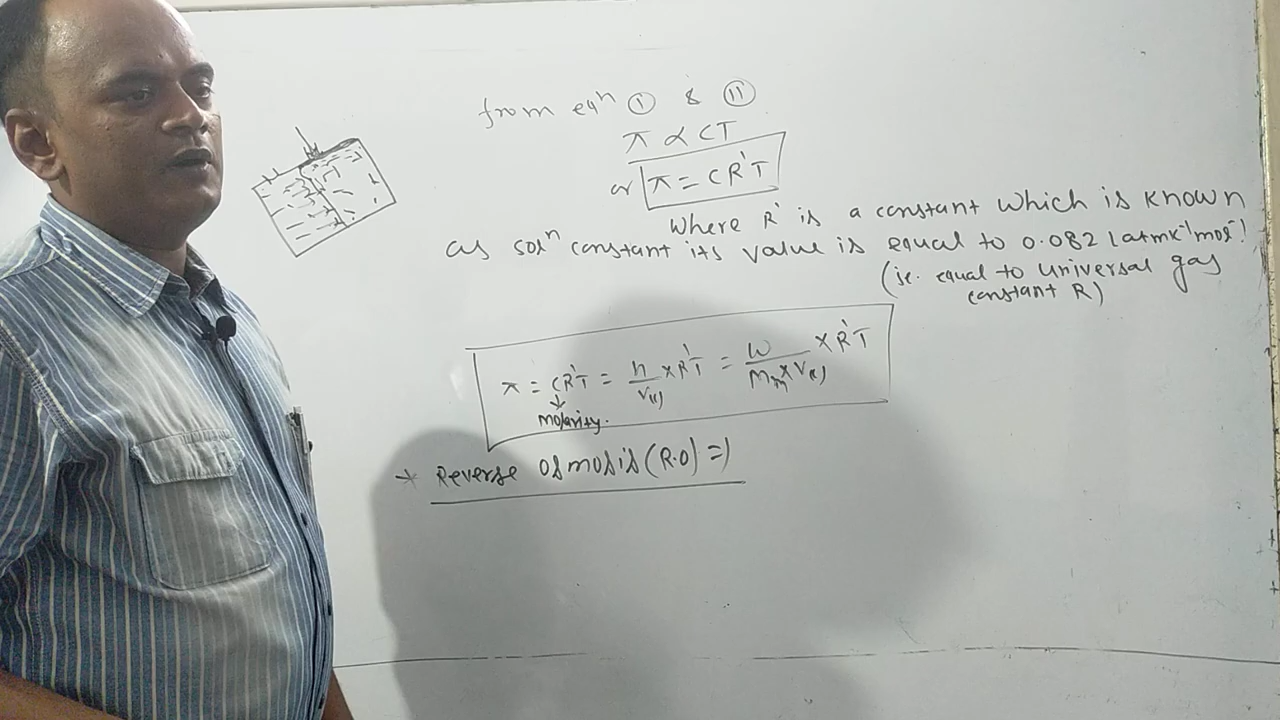 from eqⁿ ① & ⑪
π ∝ CT
or π = CR'T
Where R' is a constant which is known
as solⁿ constant its value is equal to 0.082 L atm K⁻¹ mol⁻¹
(ie. equal to universal gas
constant R)
π = CR'T = n/V(l) × R'T = w/(Mm × V(l)) × R'T
molarity.
* Reverse osmosis (R.O) ⇒